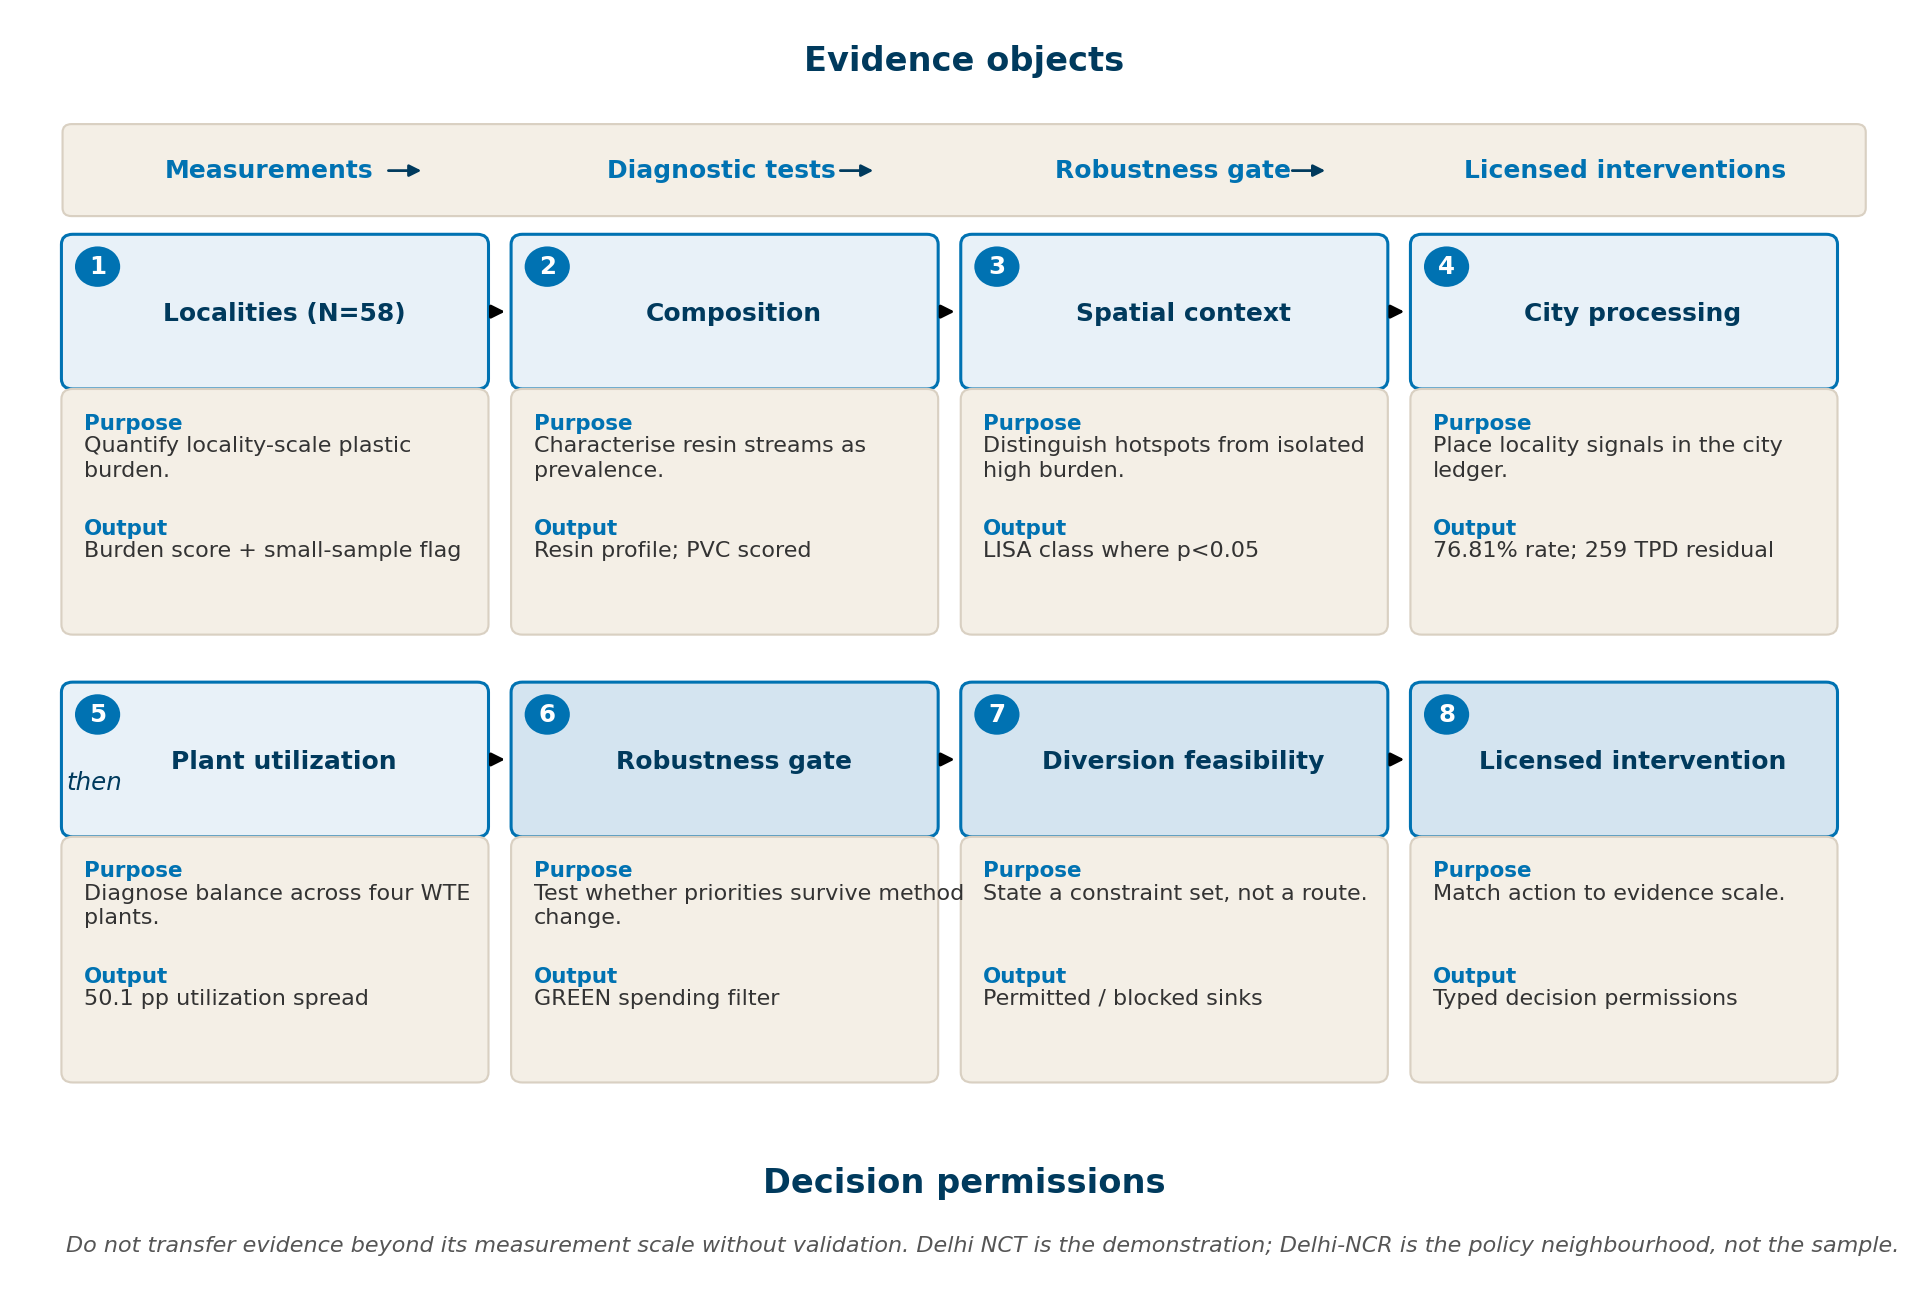 Evidence objects
Measurements → Diagnostic tests → Robustness gate → Licensed interventions
1
Localities (N=58)
Purpose
Quantify locality-scale plastic
burden.
Output
Burden score + small-sample flag
2
Composition
Purpose
Characterise resin streams as
prevalence.
Output
Resin profile; PVC scored
3
Spatial context
Purpose
Distinguish hotspots from isolated
high burden.
Output
LISA class where p<0.05
4
City processing
Purpose
Place locality signals in the city
ledger.
Output
76.81% rate; 259 TPD residual
5
Plant utilization
then
Purpose
Diagnose balance across four WTE
plants.
Output
50.1 pp utilization spread
6
Robustness gate
Purpose
Test whether priorities survive method
change.
Output
GREEN spending filter
7
Diversion feasibility
Purpose
State a constraint set, not a route.
Output
Permitted / blocked sinks
8
Licensed intervention
Purpose
Match action to evidence scale.
Output
Typed decision permissions
Decision permissions
Do not transfer evidence beyond its measurement scale without validation. Delhi NCT is the demonstration; Delhi-NCR is the policy neighbourhood, not the sample.